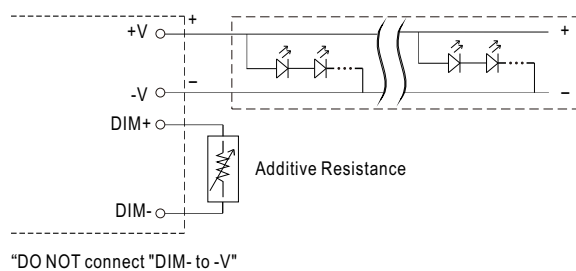 +
+V
+
−
-V
−
DIM+
Additive Resistance
DIM-
"DO NOT connect "DIM- to -V"